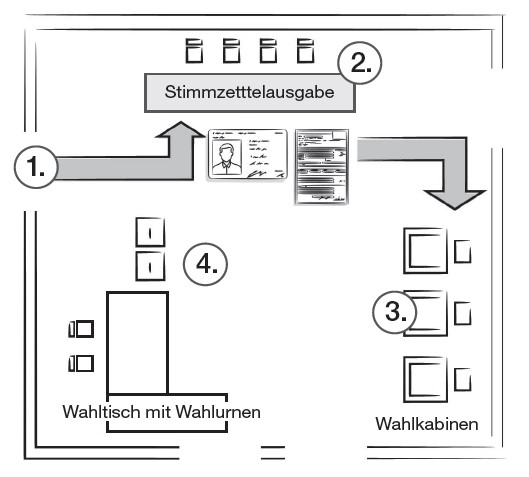 2.
Stimmzetttelausgabe
1.
4.
3.
Wahltisch mit Wahlurnen
Wahlkabinen